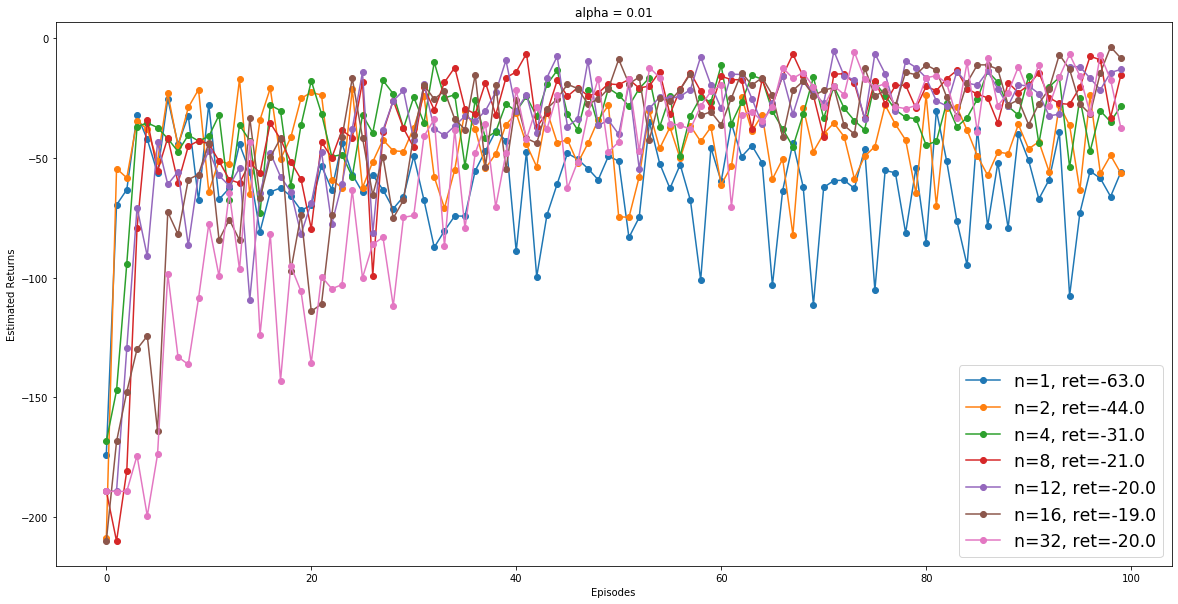 alpha = 0.01
Estimated Returns
0
−50
−100
−150
−200
0 20 40 60 80 100
Episodes
n=1, ret=-63.0
n=2, ret=-44.0
n=4, ret=-31.0
n=8, ret=-21.0
n=12, ret=-20.0
n=16, ret=-19.0
n=32, ret=-20.0